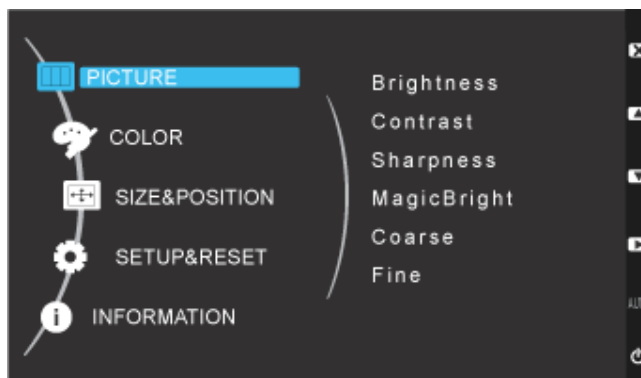 PICTURE
COLOR
SIZE&POSITION
SETUP&RESET
INFORMATION
Brightness
Contrast
Sharpness
MagicBright
Coarse
Fine